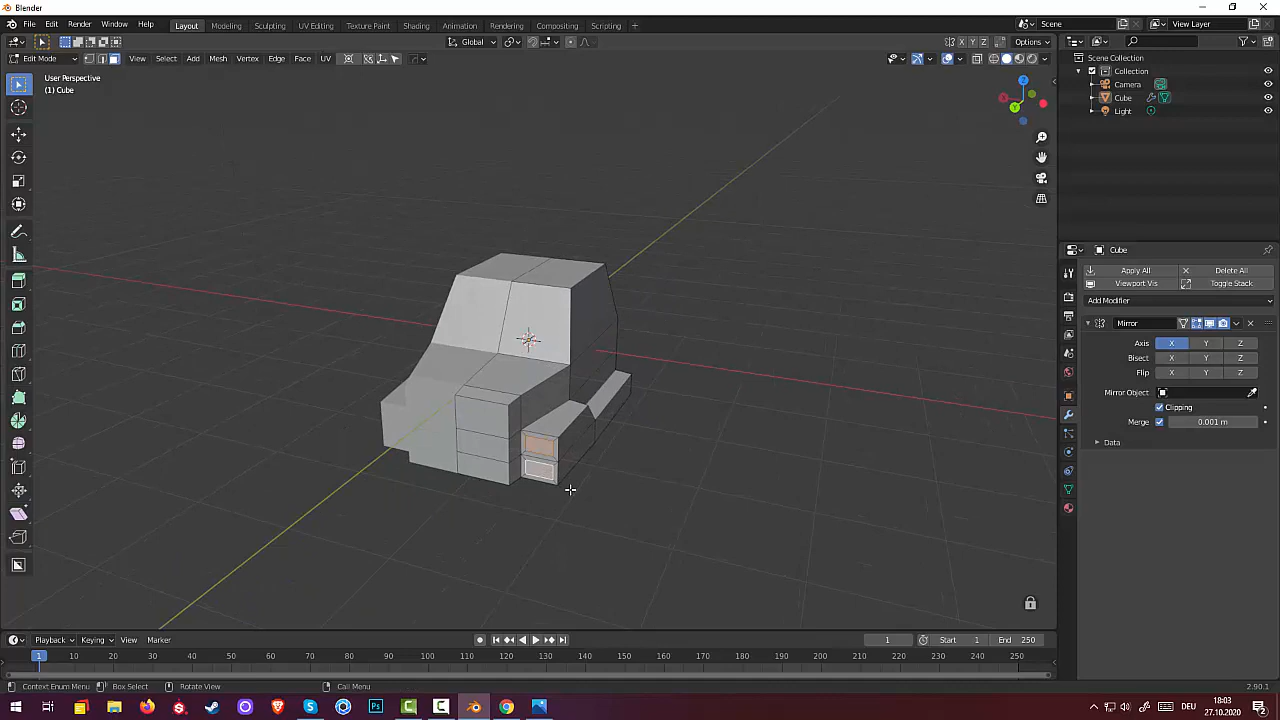 Blender
File Edit Render Window Help Layout Modeling Sculpting UV Editing Texture Paint Shading Animation Rendering Compositing Scripting + Scene View Layer
Global X Y Z Options
Edit Mode View Select Add Mesh Vertex Edge Face UV
User Perspective
(1) Cube
Scene Collection
Collection
Camera
Cube
Light
Cube
Apply All Delete All
Viewport Vis Toggle Stack
Add Modifier
Mirror
Axis X Y Z
Bisect X Y Z
Flip X Y Z
Mirror Object
Clipping
Merge 0.001 m
Data
Playback Keying View Marker 1 Start 1 End 250
1 10 20 30 40 50 60 70 80 90 100 110 120 130 140 150 160 170 180 190 200 210 220 230 240 250
Context Enum Menu Box Select Rotate View Call Menu 2.90.1
DEU 18:03
27.10.2020